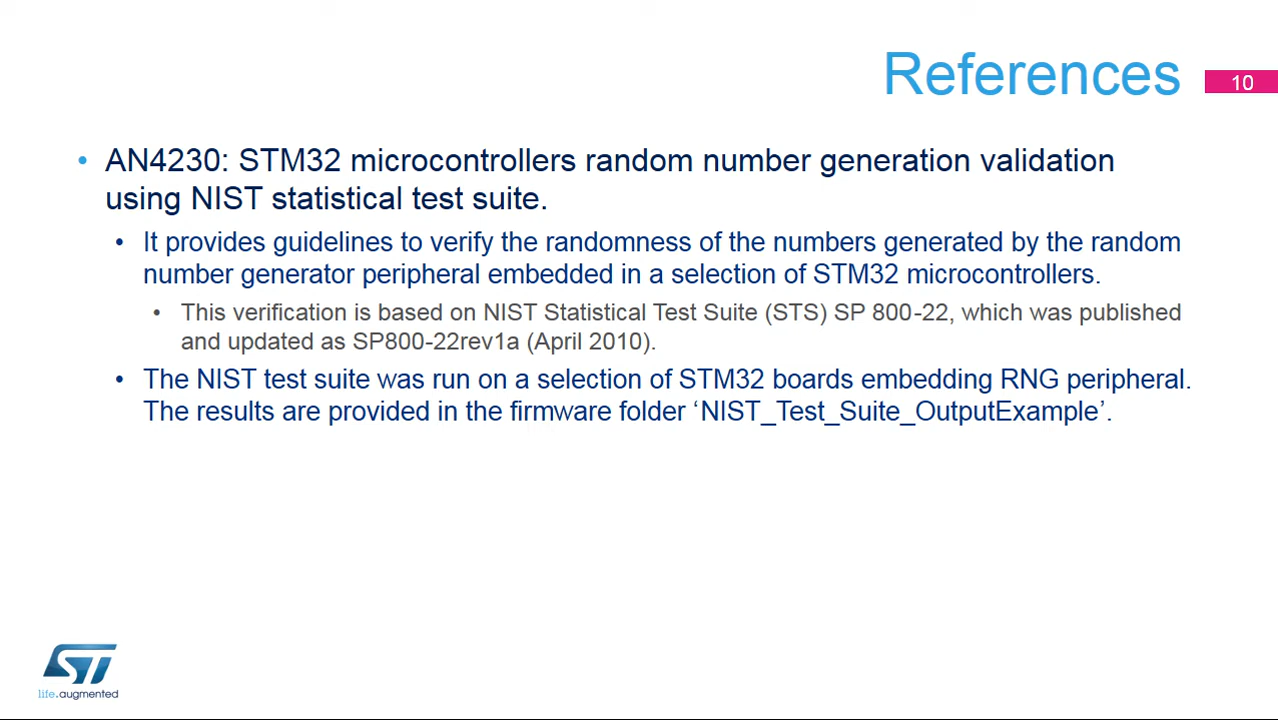 References
10
• AN4230: STM32 microcontrollers random number generation validation
using NIST statistical test suite.
• It provides guidelines to verify the randomness of the numbers generated by the random
number generator peripheral embedded in a selection of STM32 microcontrollers.
• This verification is based on NIST Statistical Test Suite (STS) SP 800-22, which was published
and updated as SP800-22rev1a (April 2010).
• The NIST test suite was run on a selection of STM32 boards embedding RNG peripheral.
The results are provided in the firmware folder ‘NIST_Test_Suite_OutputExample’.
ST
life.augmented